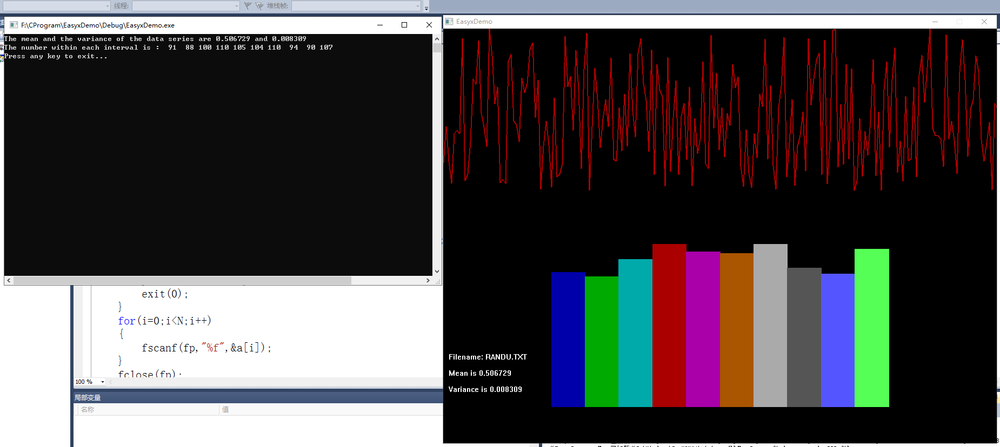 线程:
堆栈帧:
F:\CProgram\EasyxDemo\Debug\EasyxDemo.exe
The mean and the variance of the data series are 0.506729 and 0.008309
The number within each interval is :  91  88 100 110 105 104 110  94  90 107
Press any key to exit...
EasyxDemo
exit(0);
}
for(i=0;i<N;i++)
{
fscanf(fp,"%f",&a[i]);
}
fclose(fp);
100 %
局部变量
名称
值
Filename: RANDU.TXT
Mean is 0.506729
Variance is 0.008309